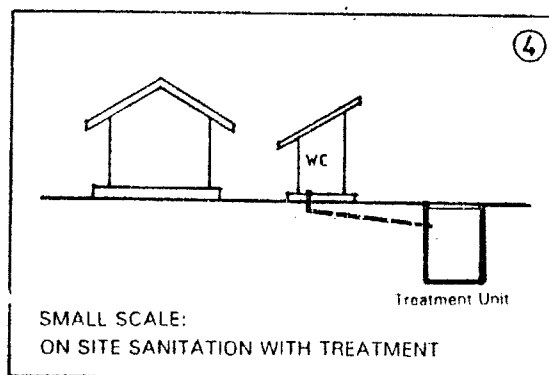 4
WC
Treatment Unit
SMALL SCALE:
ON SITE SANITATION WITH TREATMENT